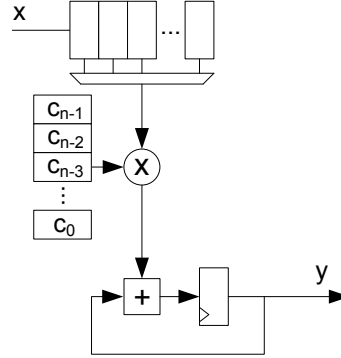 x
...
c_{n-1}
c_{n-2}
c_{n-3}
⋮
c_0
X
+
y